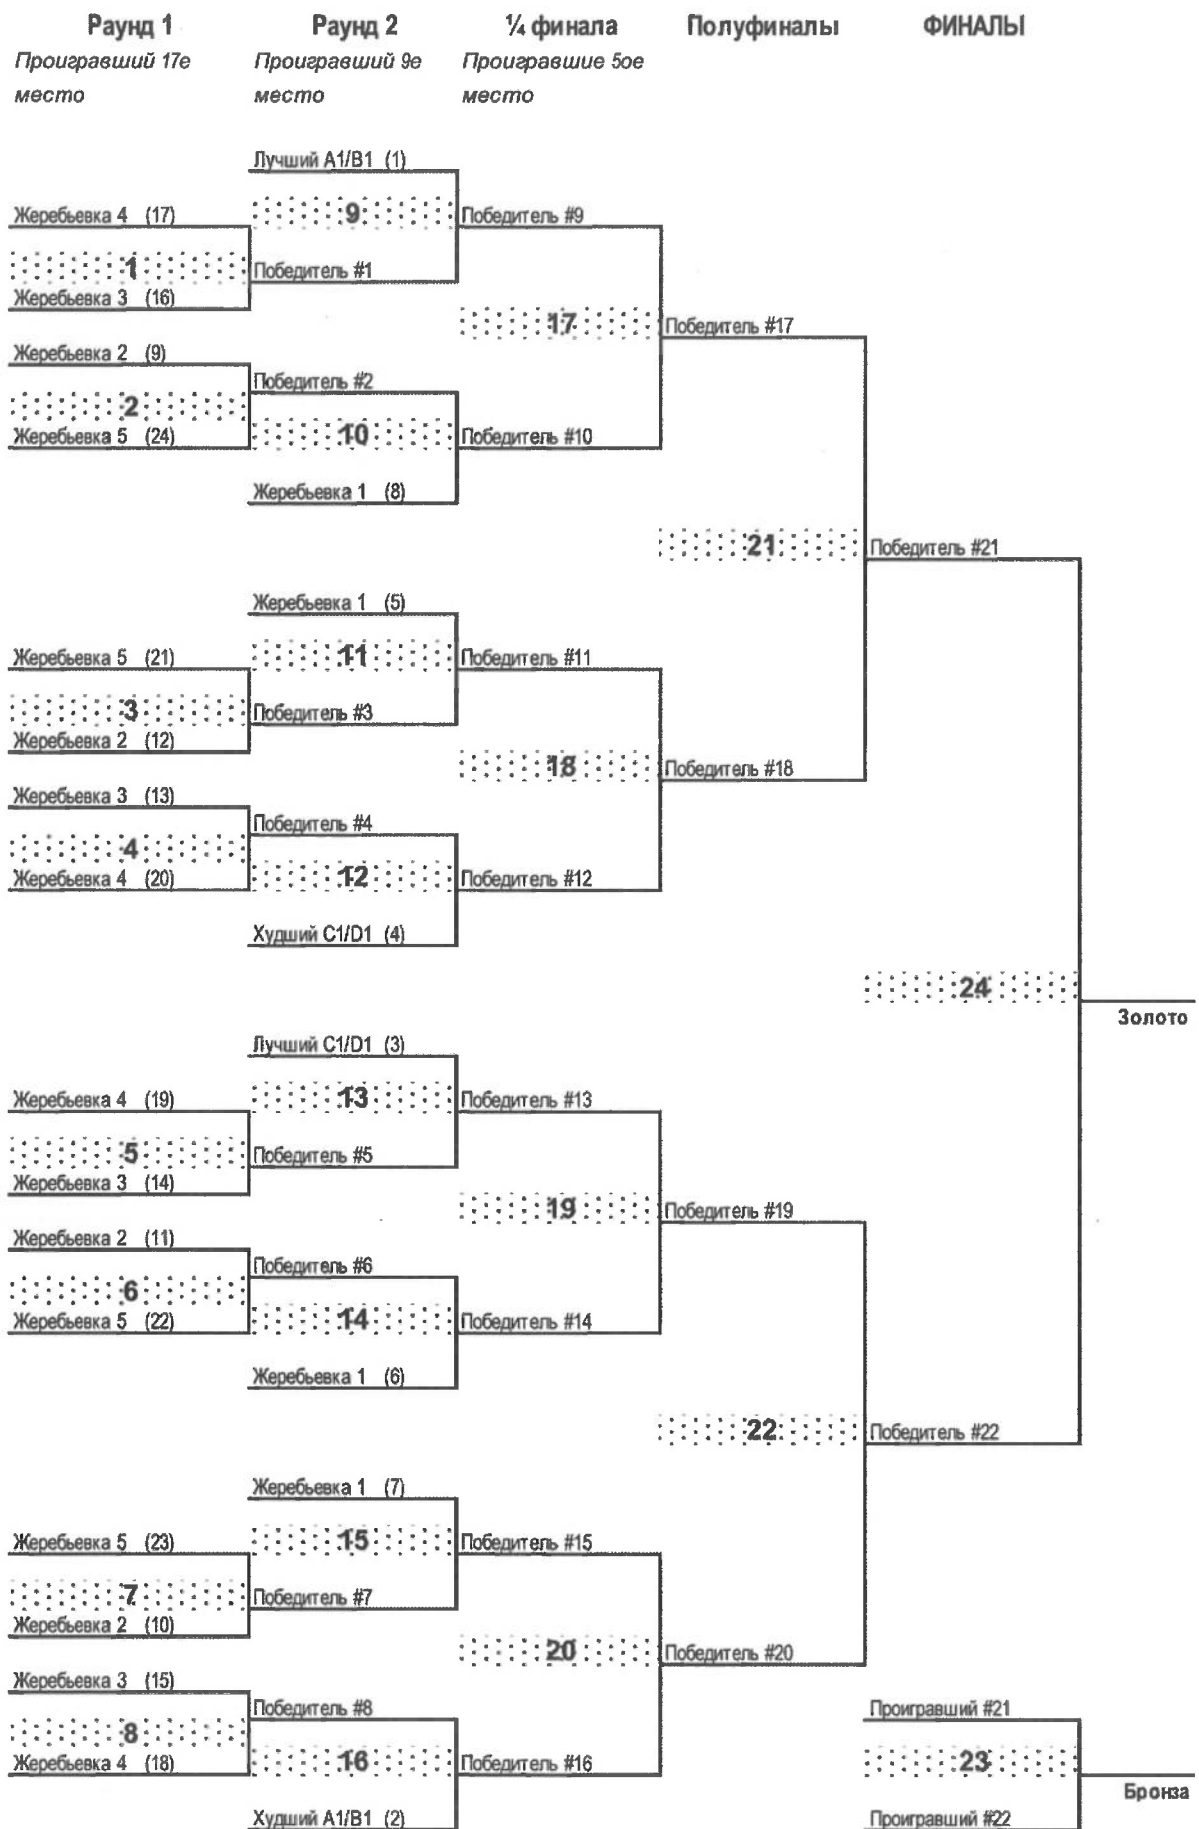 Раунд 1
Проигравший 17е
место
Раунд 2
Проигравший 9е
место
¼ финала
Проигравшие 5ое
место
Полуфиналы
ФИНАЛЫ
Жеребьевка 4 (17)
1
Жеребьевка 3 (16)
Жеребьевка 2 (9)
2
Жеребьевка 5 (24)
Жеребьевка 5 (21)
3
Жеребьевка 2 (12)
Жеребьевка 3 (13)
4
Жеребьевка 4 (20)
Жеребьевка 4 (19)
5
Жеребьевка 3 (14)
Жеребьевка 2 (11)
6
Жеребьевка 5 (22)
Жеребьевка 5 (23)
7
Жеребьевка 2 (10)
Жеребьевка 3 (15)
8
Жеребьевка 4 (18)
Лучший A1/B1 (1)
9
Победитель #1
Победитель #2
10
Жеребьевка 1 (8)
Жеребьевка 1 (5)
11
Победитель #3
Победитель #4
12
Худший C1/D1 (4)
Лучший C1/D1 (3)
13
Победитель #5
Победитель #6
14
Жеребьевка 1 (6)
Жеребьевка 1 (7)
15
Победитель #7
Победитель #8
16
Худший A1/B1 (2)
Победитель #9
17
Победитель #10
Победитель #11
18
Победитель #12
Победитель #13
19
Победитель #14
Победитель #15
20
Победитель #16
Победитель #17
21
Победитель #18
Победитель #19
22
Победитель #20
Победитель #21
24
Золото
Победитель #22
Проигравший #21
23
Бронза
Проигравший #22